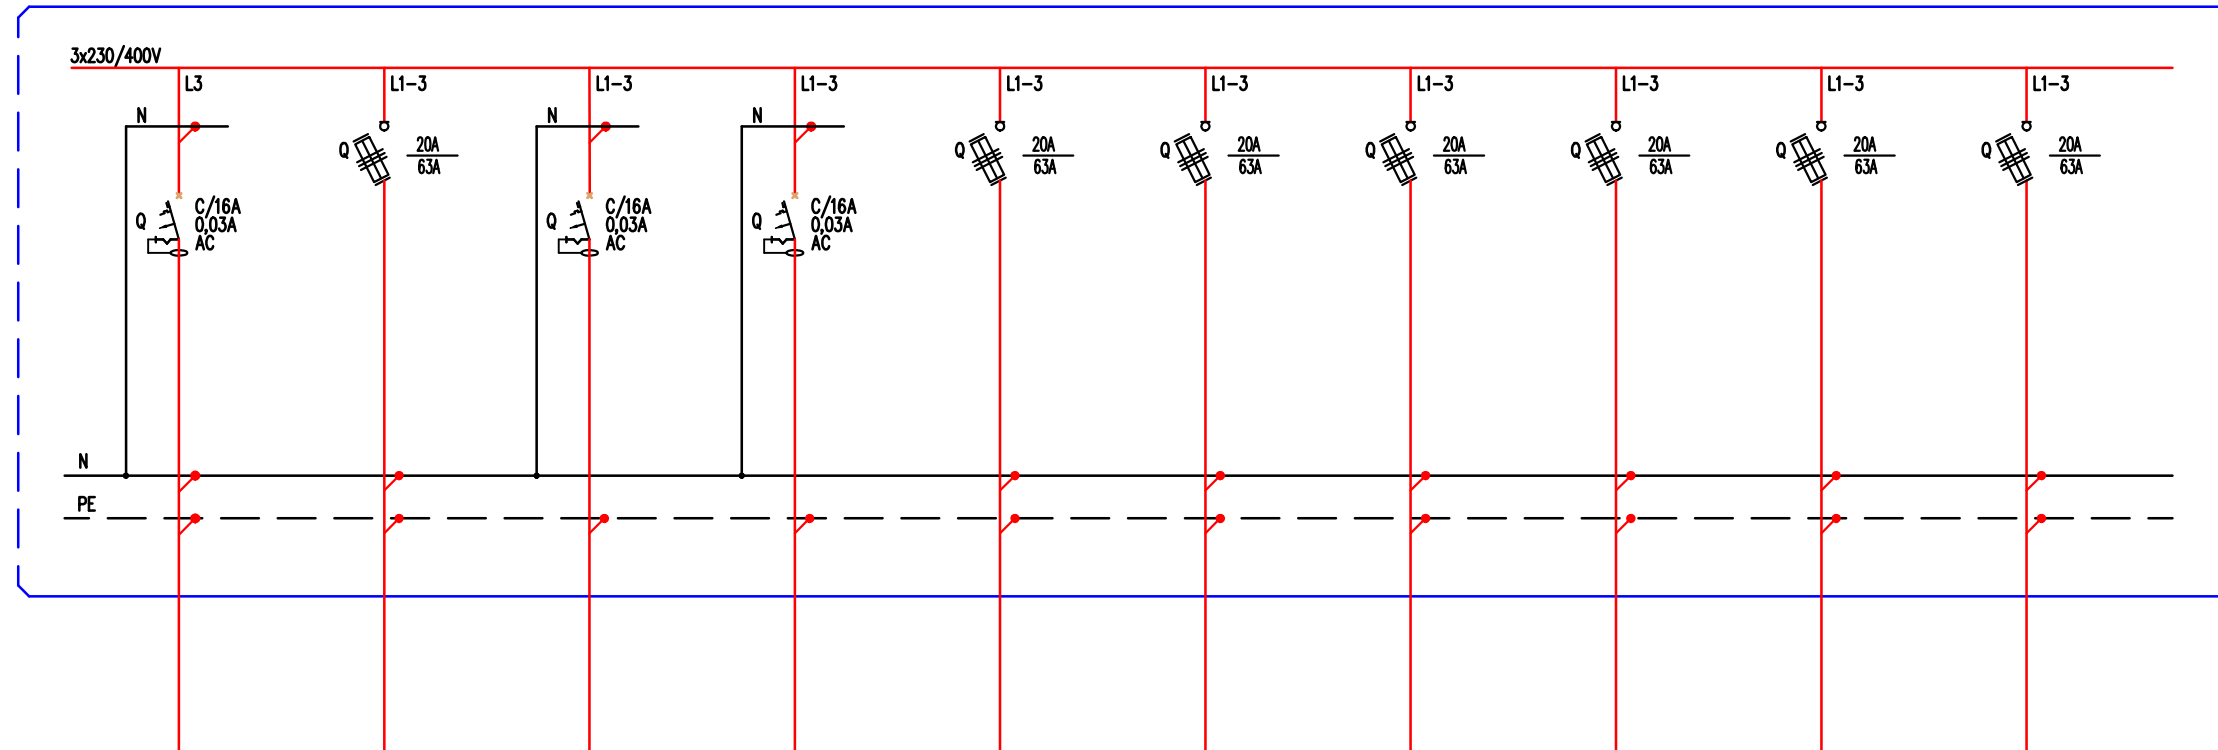 3x230/400V
L3
L1-3
L1-3
L1-3
L1-3
L1-3
L1-3
L1-3
L1-3
L1-3
N
N
N
Q
20A
63A
Q
20A
63A
Q
20A
63A
Q
20A
63A
Q
20A
63A
Q
20A
63A
Q
20A
63A
Q
C/16A
0,03A
AC
Q
C/16A
0,03A
AC
Q
C/16A
0,03A
AC
N
PE